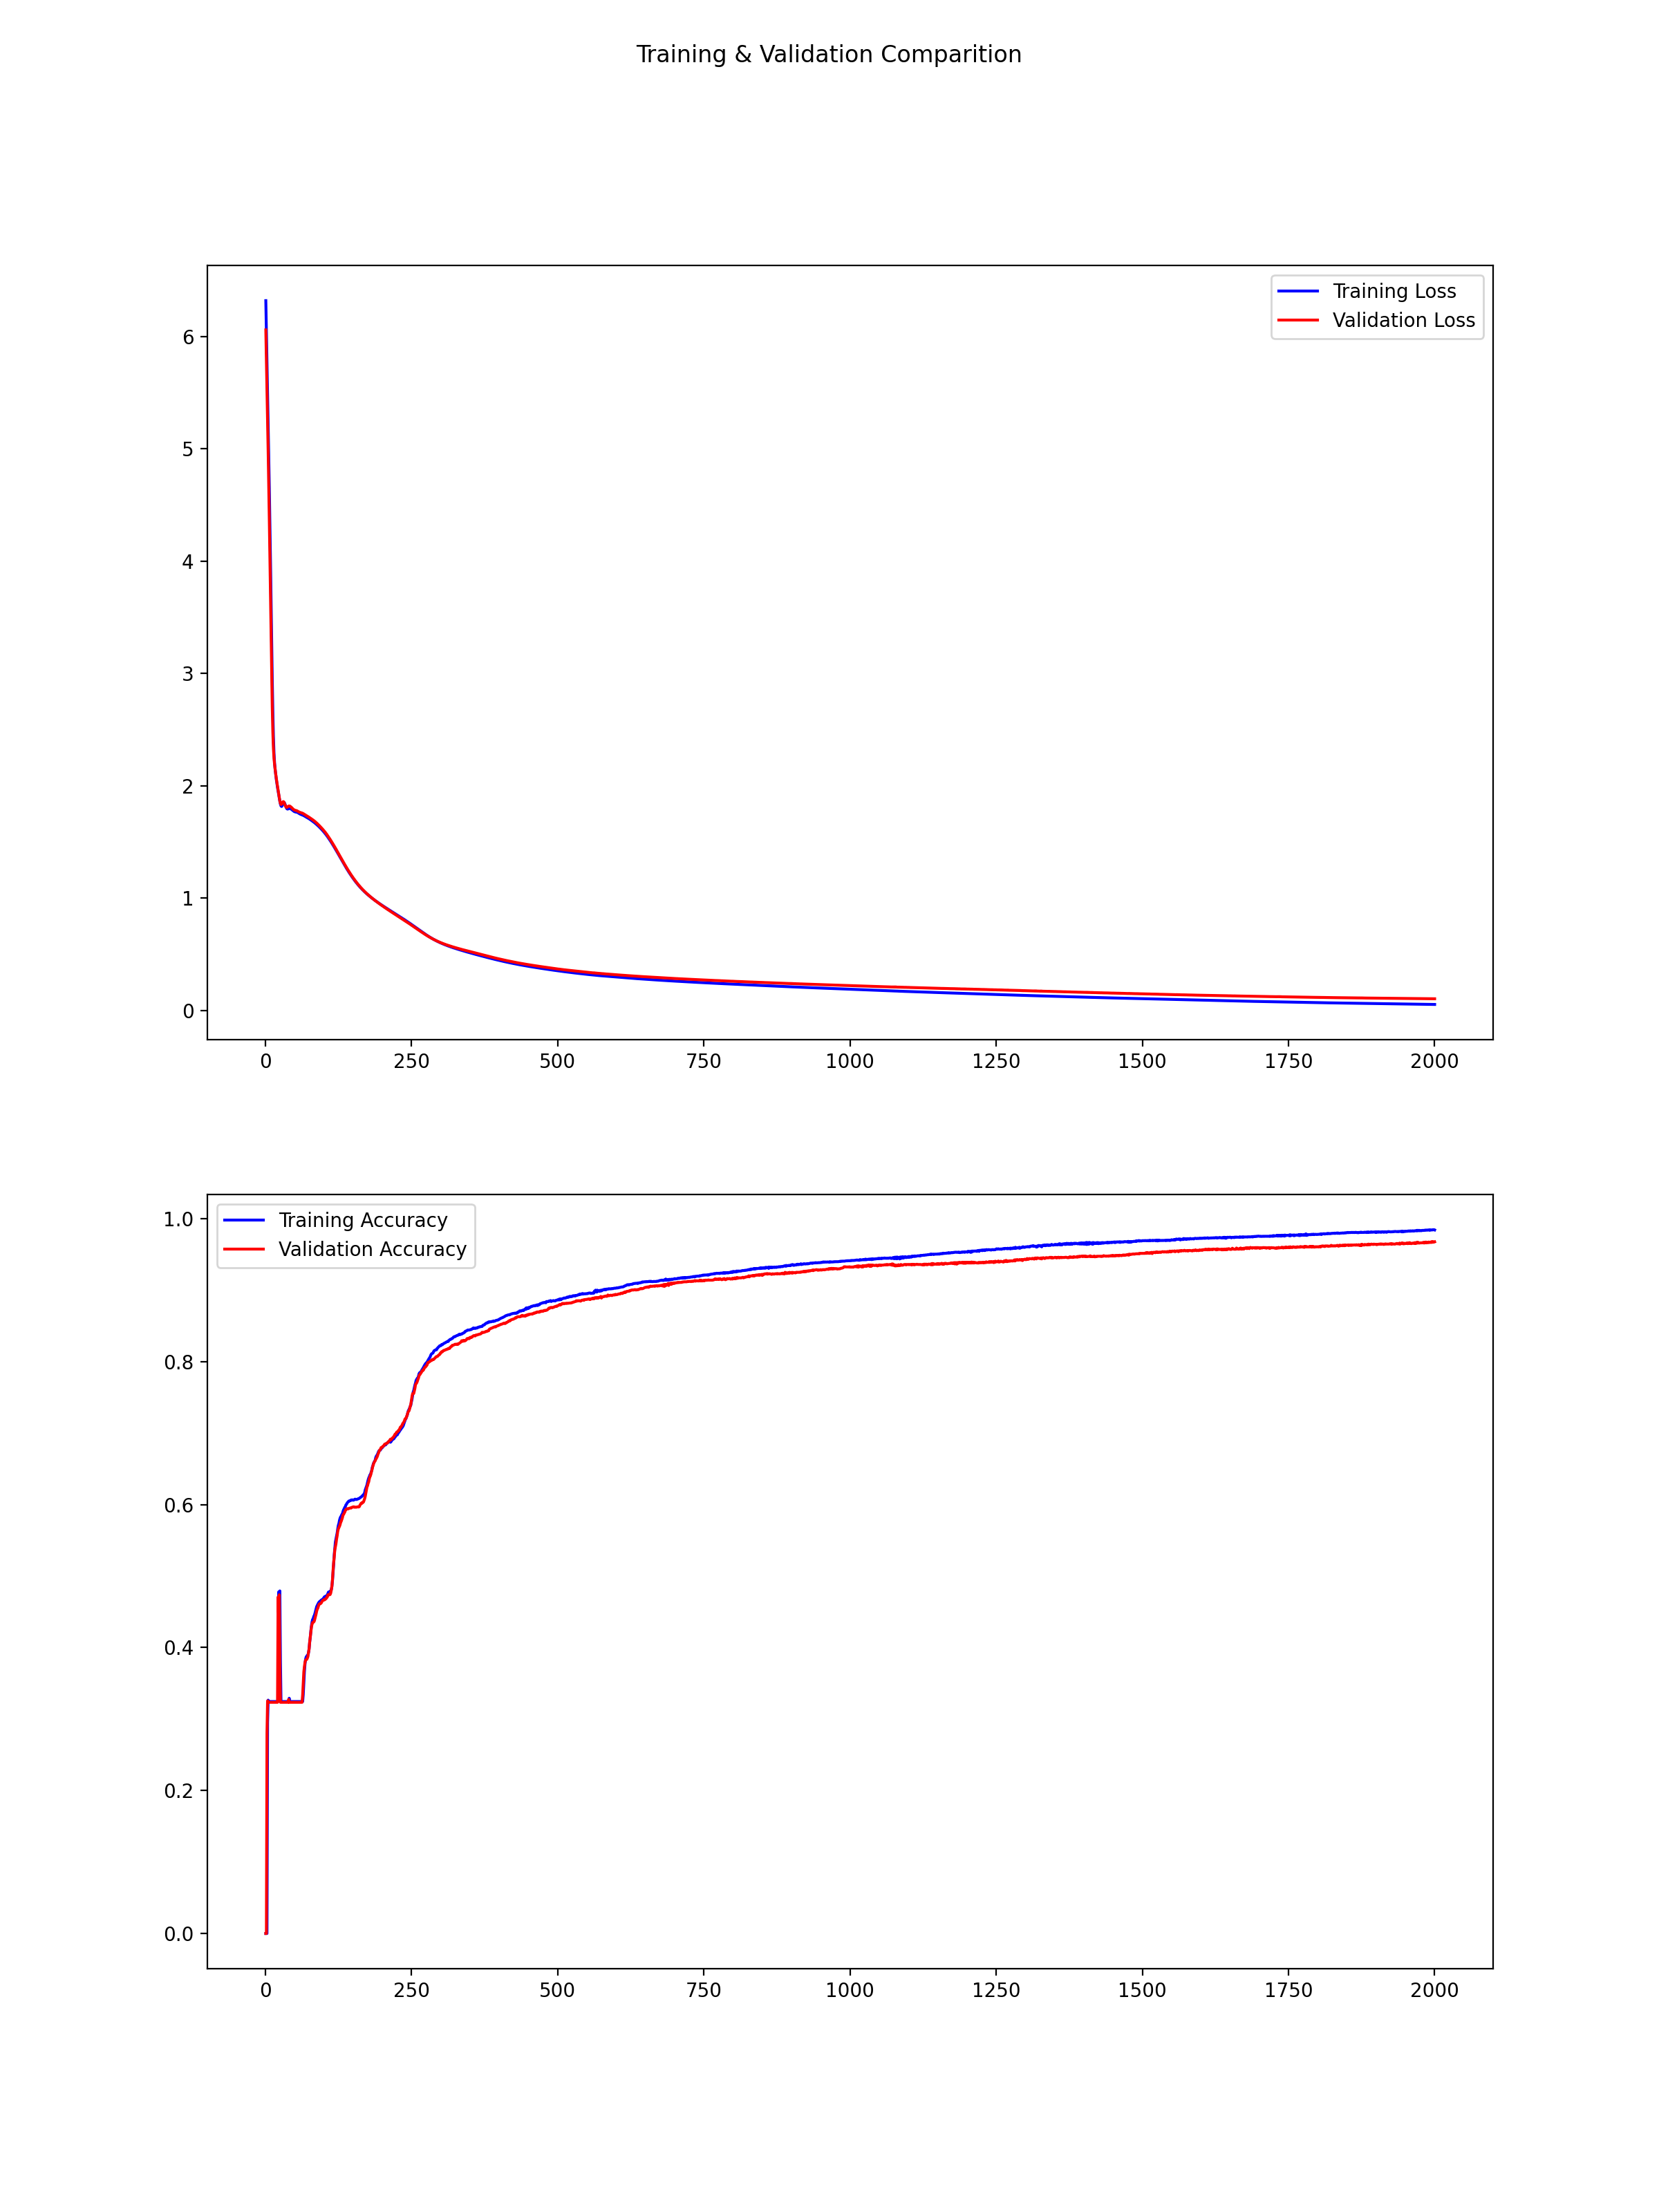 Training & Validation Comparition
Training Loss
Validation Loss
6
5
4
3
2
1
0
0 250 500 750 1000 1250 1500 1750 2000
Training Accuracy
Validation Accuracy
1.0
0.8
0.6
0.4
0.2
0.0
0 250 500 750 1000 1250 1500 1750 2000